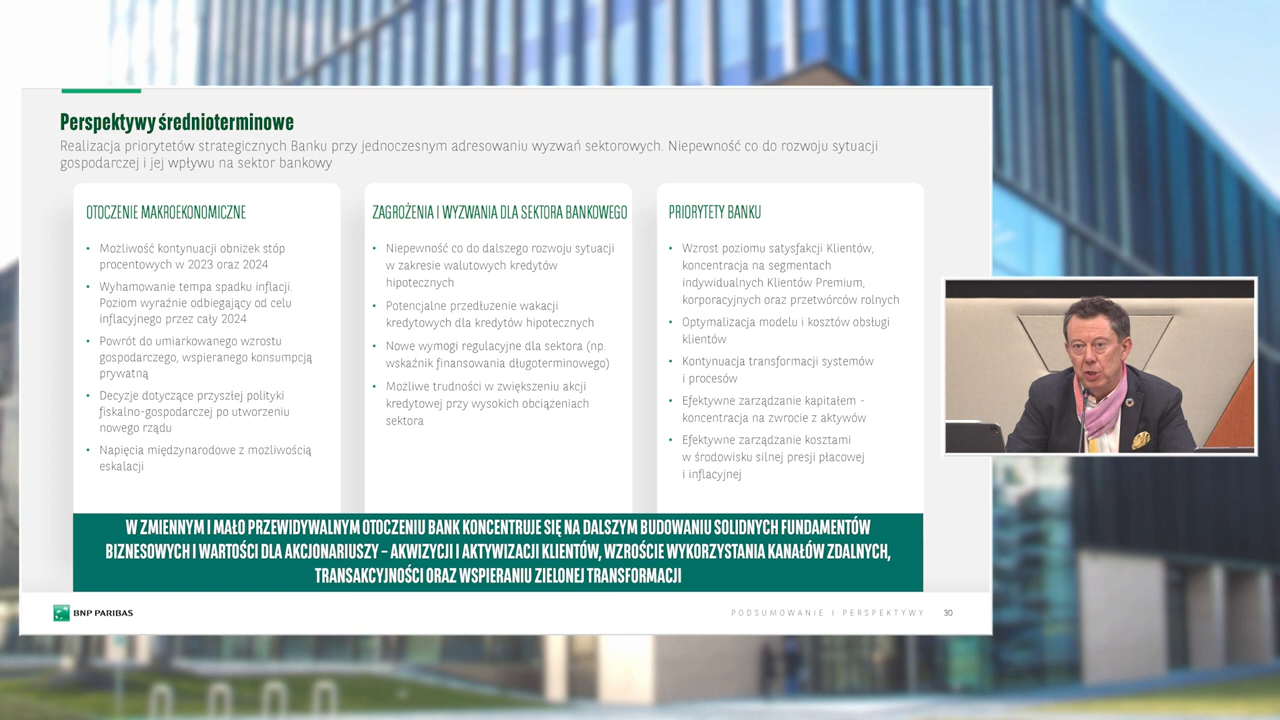 Perspektywy średnioterminowe
Realizacja priorytetów strategicznych Banku przy jednoczesnym adresowaniu wyzwań sektorowych. Niepewność co do rozwoju sytuacji
gospodarczej i jej wpływu na sektor bankowy
OTOCZENIE MAKROEKONOMICZNE
• Możliwość kontynuacji obniżek stóp
procentowych w 2023 oraz 2024
• Wyhamowanie tempa spadku inflacji.
Poziom wyraźnie odbiegający od celu
inflacyjnego przez cały 2024
• Powrót do umiarkowanego wzrostu
gospodarczego, wspieranego konsumpcją
prywatną
• Decyzje dotyczące przyszłej polityki
fiskalno-gospodarczej po utworzeniu
nowego rządu
• Napięcia międzynarodowe z możliwością
eskalacji
ZAGROŻENIA I WYZWANIA DLA SEKTORA BANKOWEGO
• Niepewność co do dalszego rozwoju sytuacji
w zakresie walutowych kredytów
hipotecznych
• Potencjalne przedłużenie wakacji
kredytowych dla kredytów hipotecznych
• Nowe wymogi regulacyjne dla sektora (np.
wskaźnik finansowania długoterminowego)
• Możliwe trudności w zwiększeniu akcji
kredytowej przy wysokich obciążeniach
sektora
PRIORYTETY BANKU
• Wzrost poziomu satysfakcji Klientów,
koncentracja na segmentach
indywidualnych Klientów Premium,
korporacyjnych oraz przetwórców rolnych
• Optymalizacja modelu i kosztów obsługi
klientów
• Kontynuacja transformacji systemów
i procesów
• Efektywne zarządzanie kapitałem -
koncentracja na zwrocie z aktywów
• Efektywne zarządzanie kosztami
w środowisku silnej presji płacowej
i inflacyjnej
W ZMIENNYM I MAŁO PRZEWIDYWALNYM OTOCZENIU BANK KONCENTRUJE SIĘ NA DALSZYM BUDOWANIU SOLIDNYCH FUNDAMENTÓW
BIZNESOWYCH I WARTOŚCI DLA AKCJONARIUSZY – AKWIZYCJI I AKTYWIZACJI KLIENTÓW, WZROŚCIE WYKORZYSTANIA KANAŁÓW ZDALNYCH,
TRANSAKCYJNOŚCI ORAZ WSPIERANIU ZIELONEJ TRANSFORMACJI
BNP PARIBAS
PODSUMOWANIE I PERSPEKTYWY 30